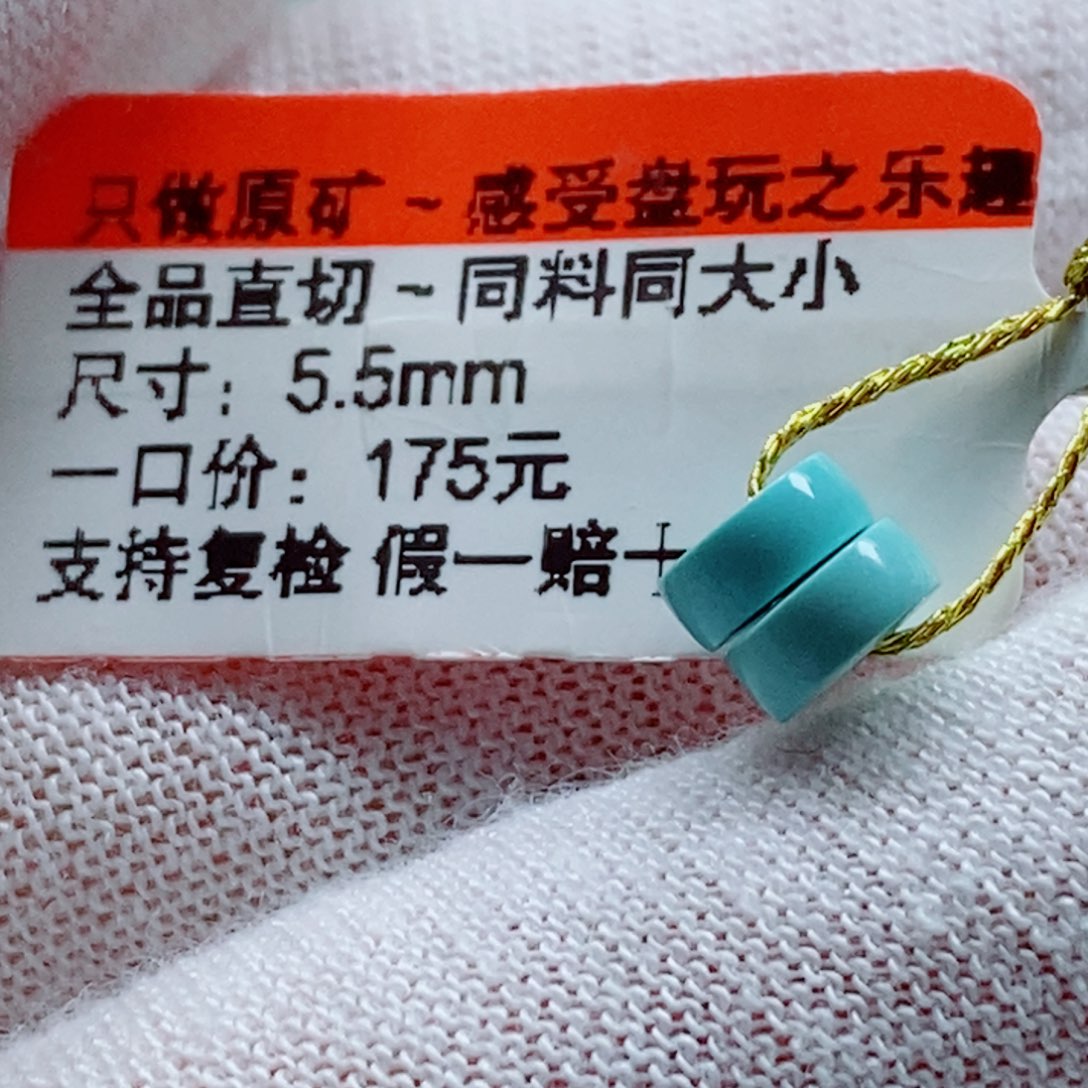 只做原矿~感受盘玩之乐趣
全品直切~同料同大小
尺寸：5.5mm
一口价：175元
支持复检 假一赔十